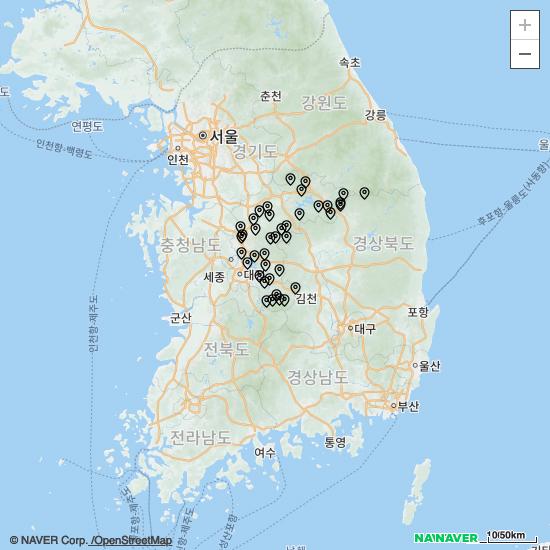 +
−
속초
춘천
강원도
강릉
연평도
서울
경기도
인천
인천항-백령도
후포항-울릉도(사동항)
충청남도
경상북도
세종
김천
군산
인천항-제주도
대구
포항
전북도
경상남도
울산
부산
전라남도
여수
통영
성산포항
© NAVER Corp. /OpenStreetMap
NAVER
10/50km